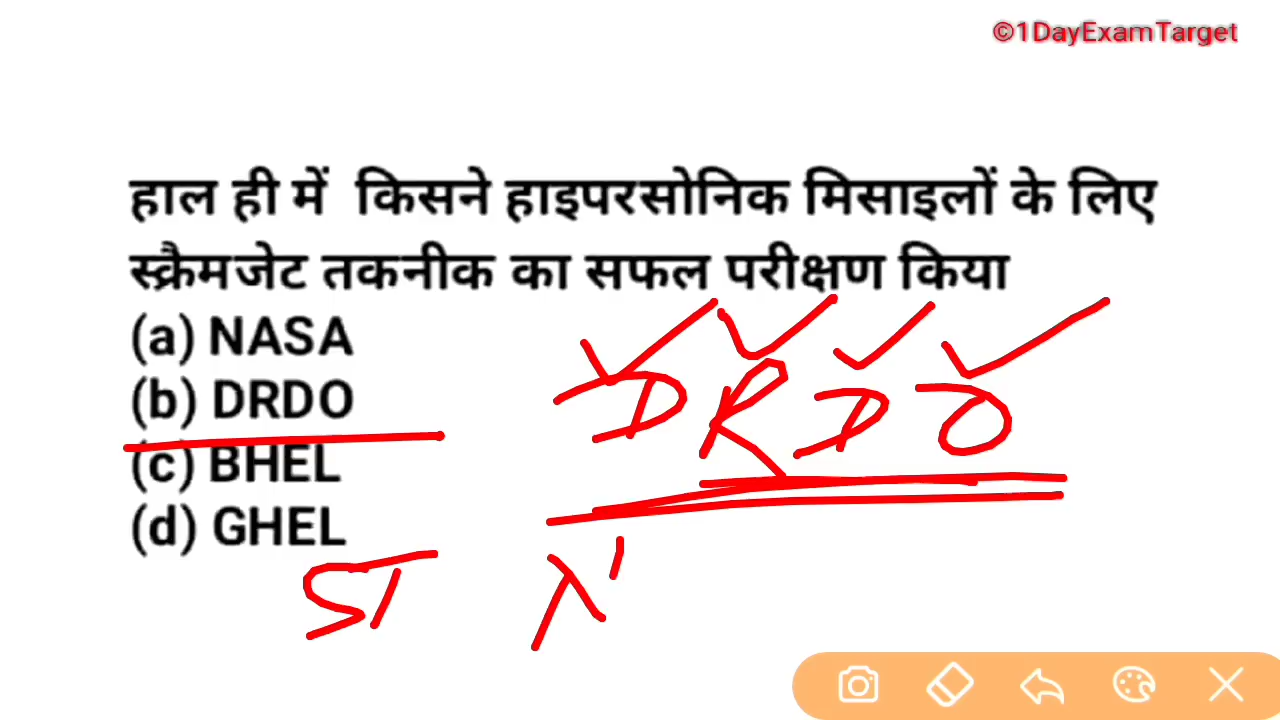 ©1DayExamTarget
हाल ही में किसने हाइपरसोनिक मिसाइलों के लिए
स्क्रैमजेट तकनीक का सफल परीक्षण किया
(a) NASA
(b) DRDO
DRDO
(c) BHEL
(d) GHEL